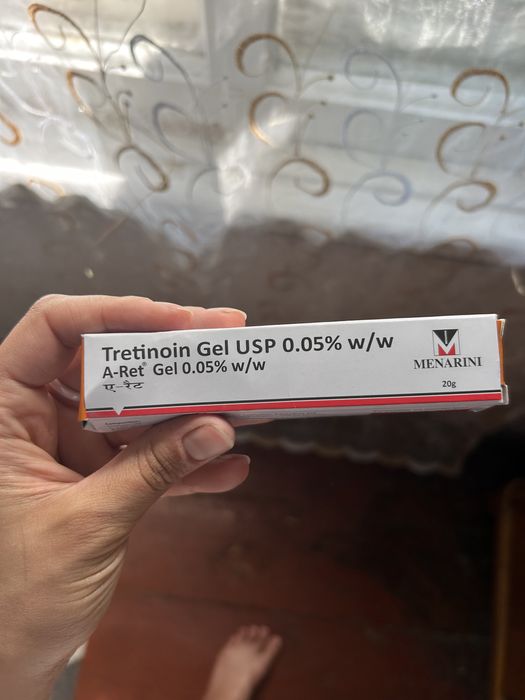 Tretinoin Gel USP 0.05% w/w
A-Ret® Gel 0.05% w/w
ए-रैट
MENARINI
20g